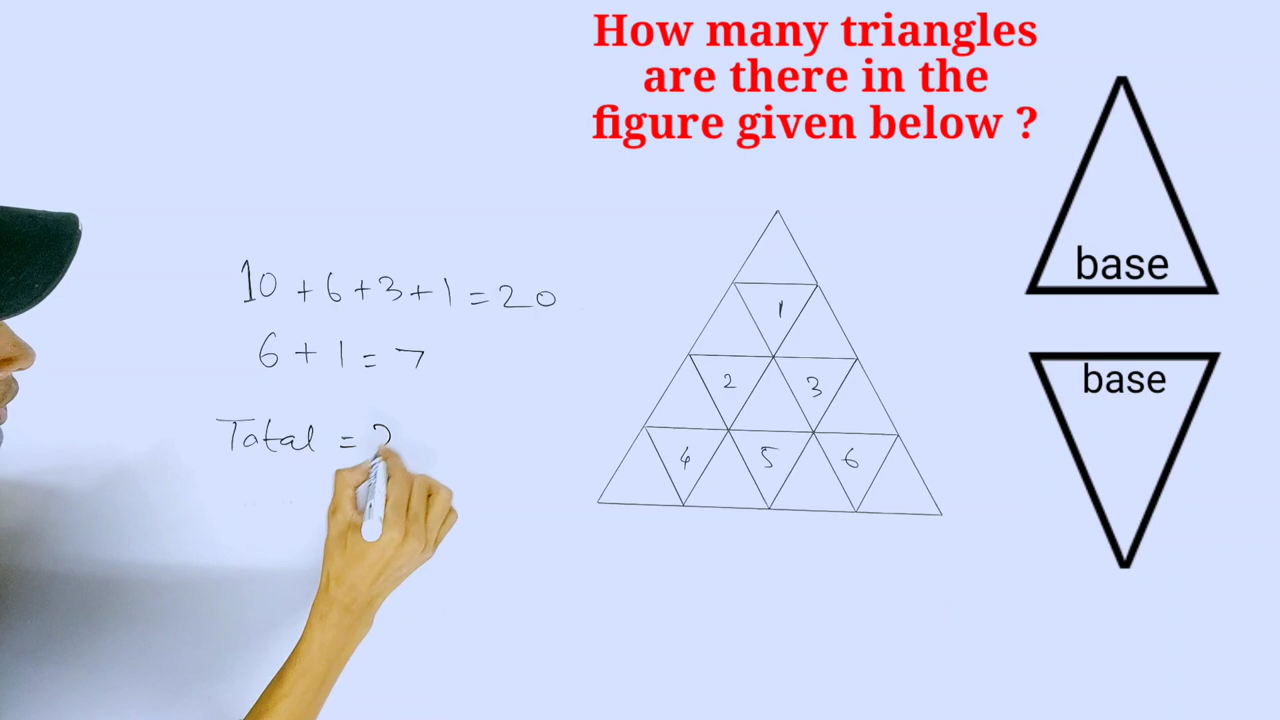 How many triangles
are there in the
figure given below ?
base
10 + 6 + 3 + 1 = 20
6 + 1 = 7
Total = 2
1
2 3
4 5 6
base